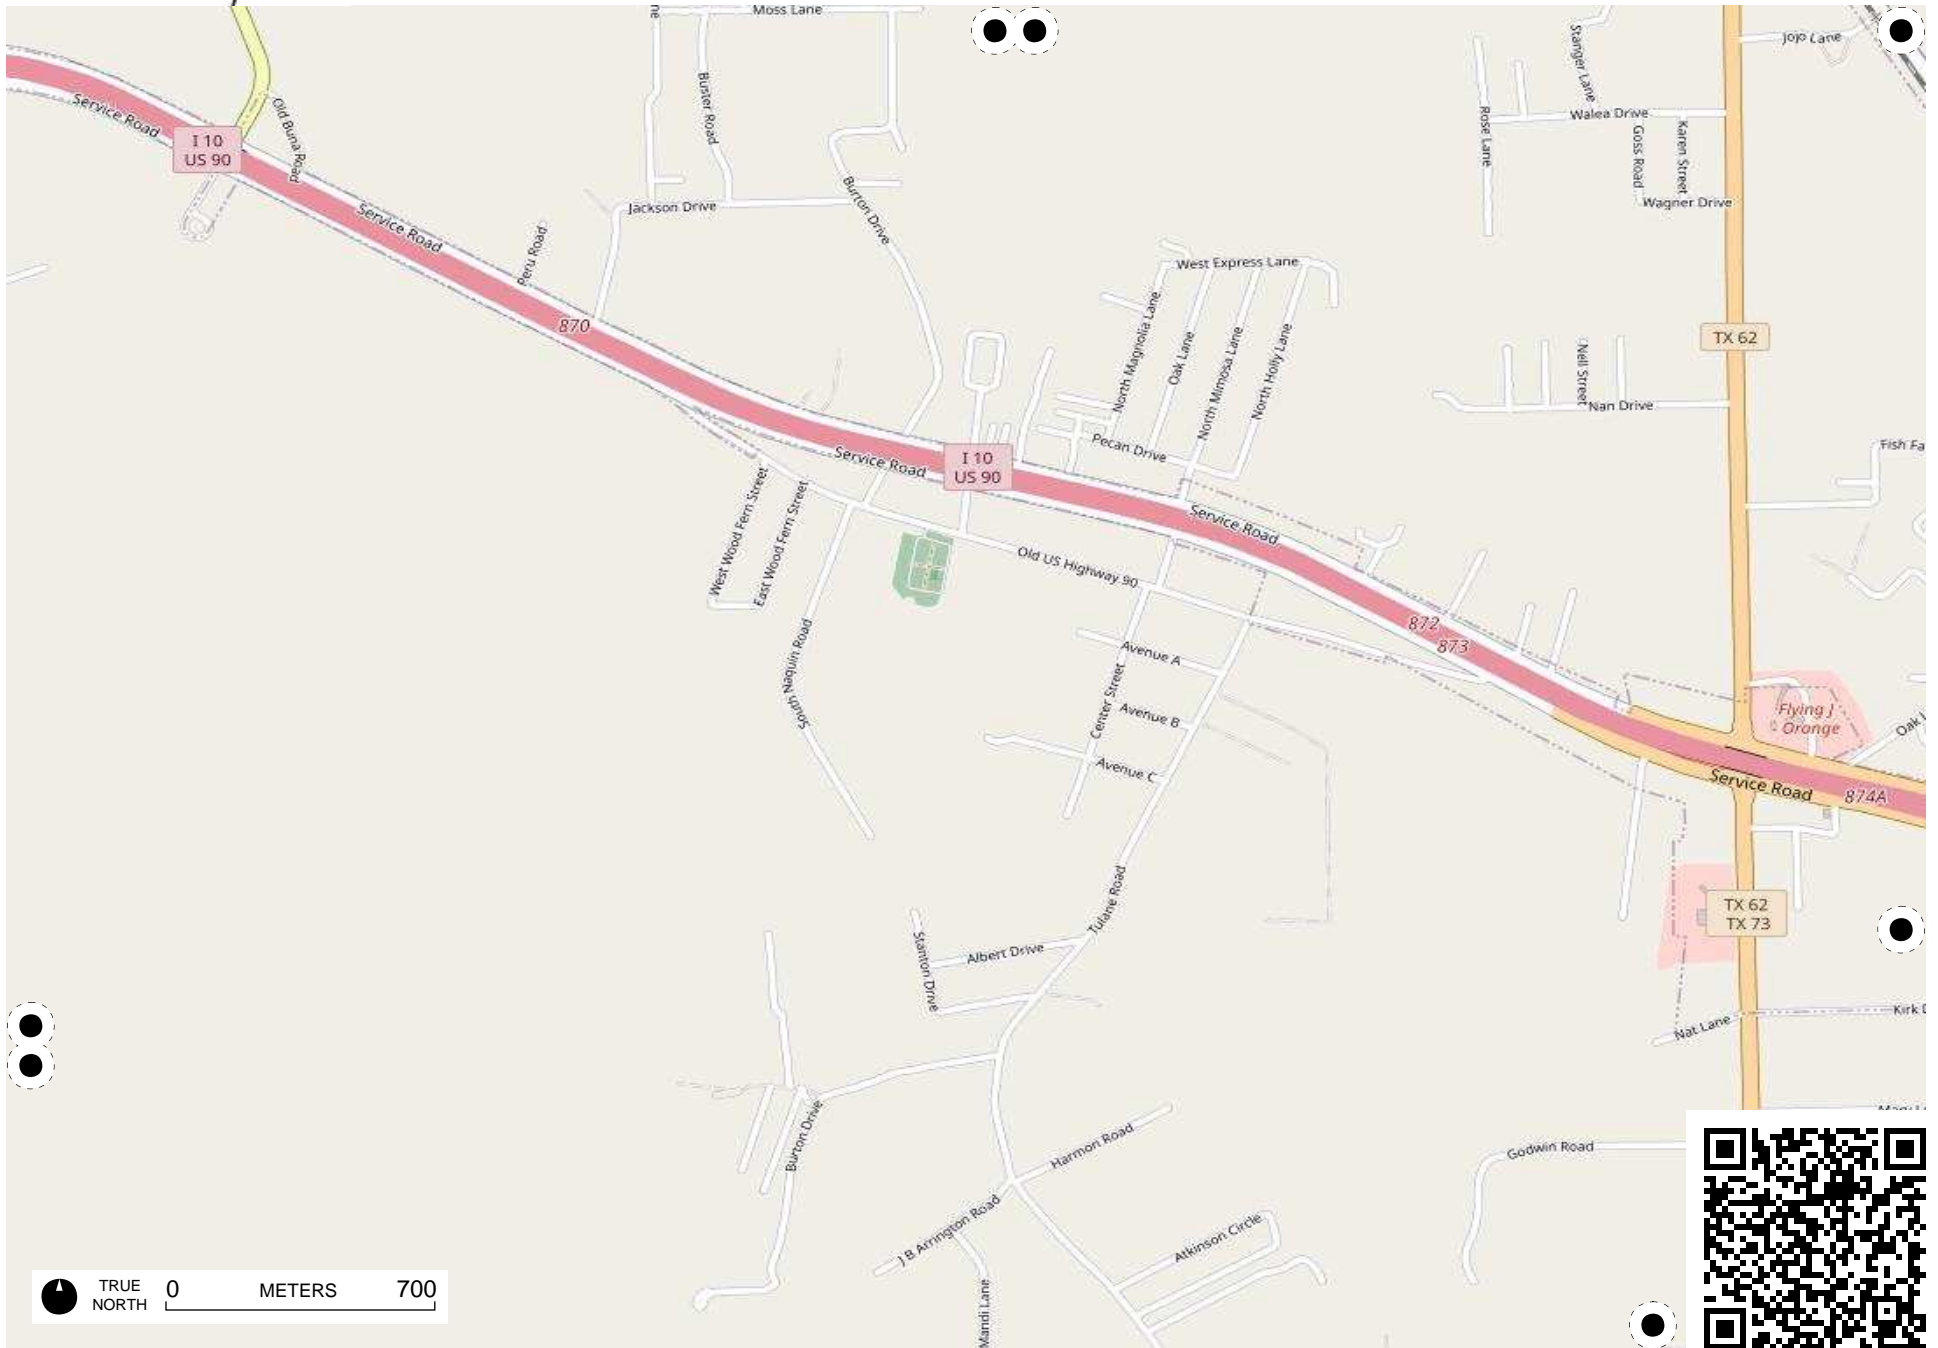 Moss Lane
Jojo Lane
Stanger Lane
Buster Road
Service Road
Old Buna Road
I 10
US 90
Walea Drive
Rose Lane
Goss Road
Karen Street
Wagner Drive
Jackson Drive
Burton Drive
Service Road
Peru Road
West Express Lane
870
North Magnolia Lane
Oak Lane
North Mimosa Lane
North Holly Lane
TX 62
Nell Street
Nan Drive
Pecan Drive
Fish Fa
Service Road
I 10
US 90
West Wood Fern Street
East Wood Fern Street
Service Road
Old US Highway 90
872
873
Avenue A
South Naquin Road
Center Street
Avenue B
Flying J
Orange
Oak L
Avenue C
Service Road
874A
Tulane Road
TX 62
TX 73
Stanton Drive
Albert Drive
Nat Lane
Kirk D
Burton Drive
Harmon Road
Godwin Road
J B Arrington Road
Atkinson Circle
Mandi Lane
TRUE
NORTH
0 METERS 700